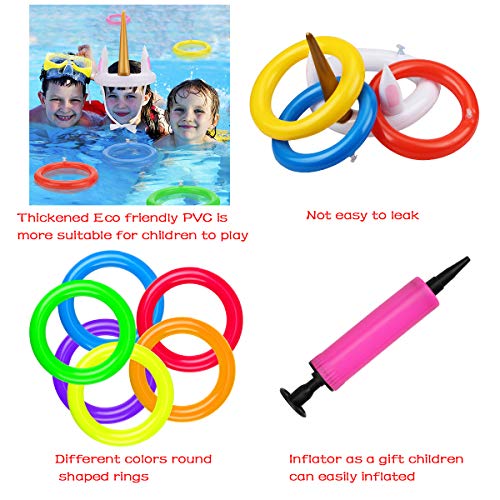 Thickened Eco friendly PVC is
more suitable for children to play
Not easy to leak
Different colors round
shaped rings
Inflator as a gift children
can easily inflated